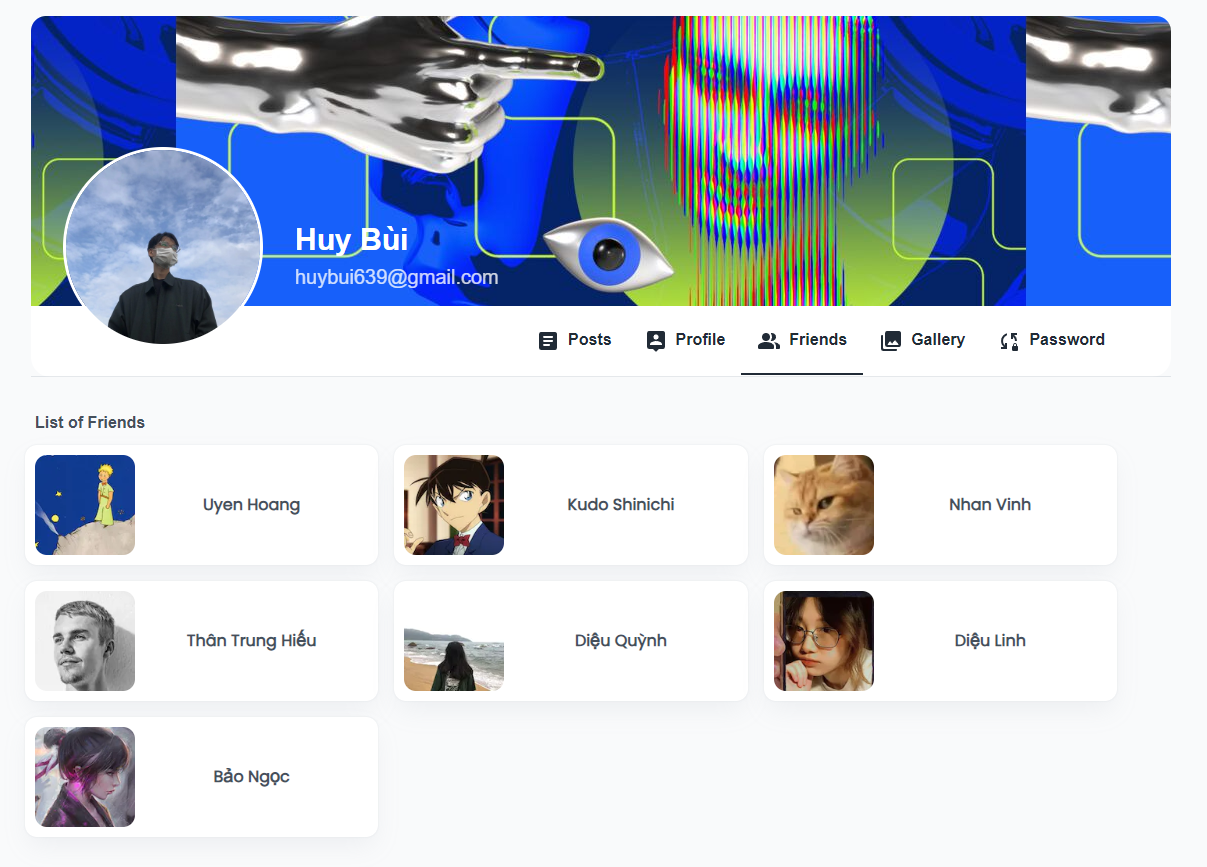 Huy Bùi
huybui639@gmail.com
Posts
Profile
Friends
Gallery
Password
List of Friends
Uyen Hoang
Kudo Shinichi
Nhan Vinh
Thân Trung Hiếu
Diệu Quỳnh
Diệu Linh
Bảo Ngọc